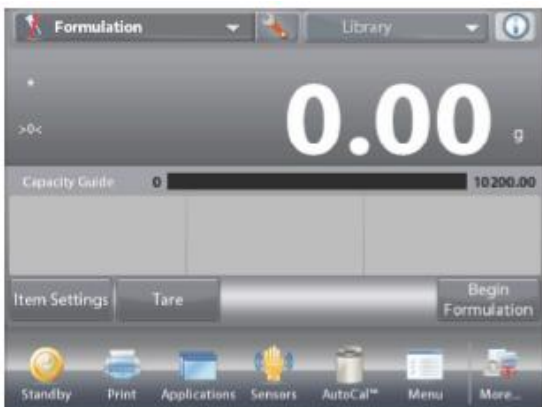 Formulation Library
*
>0< 0.00 g
Capacity Guide 0 10200.00
Item Settings Tare Begin
Formulation
Standby Print Applications Sensors AutoCal™ Menu More...